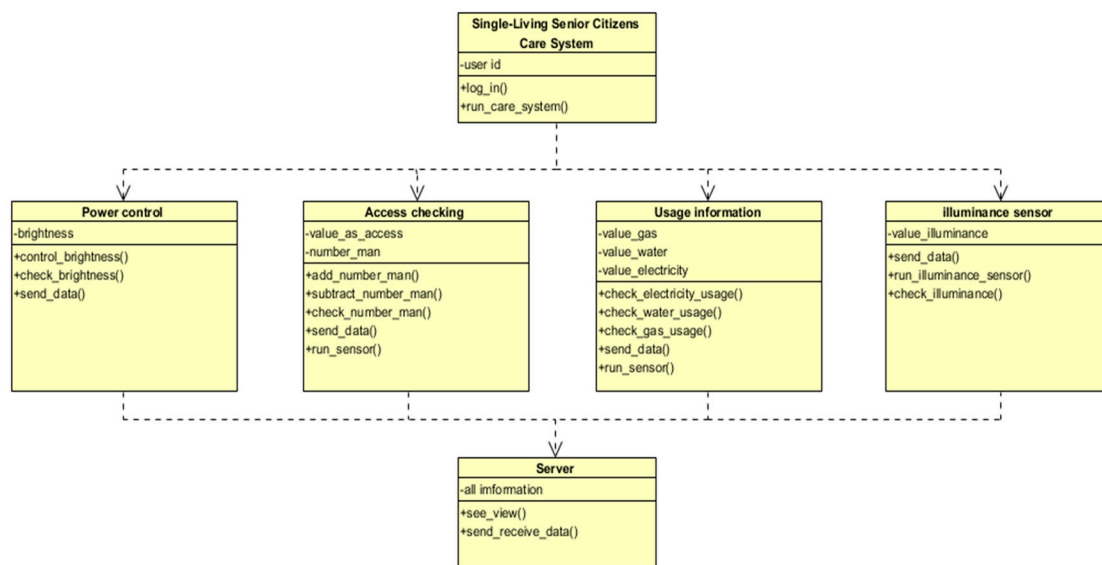 Single-Living Senior Citizens
Care System
-user id
+log_in()
+run_care_system()
Power control
-brightness
+control_brightness()
+check_brightness()
+send_data()
Access checking
-value_as_access
-number_man
+add_number_man()
+subtract_number_man()
+check_number_man()
+send_data()
+run_sensor()
Usage information
-value_gas
-value_water
-value_electricity
+check_electricity_usage()
+check_water_usage()
+check_gas_usage()
+send_data()
+run_sensor()
illuminance sensor
-value_illuminance
+send_data()
+run_illuminance_sensor()
+check_illuminance()
Server
-all imformation
+see_view()
+send_receive_data()